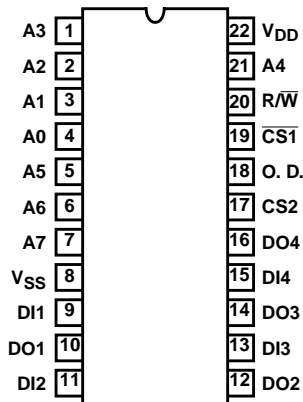 A3 1 22 VDD
A2 2 21 A4
A1 3 20 R/W̅
A0 4 19 C̅S̅1̅
A5 5 18 O. D.
A6 6 17 CS2
A7 7 16 DO4
VSS 8 15 DI4
DI1 9 14 DO3
DO1 10 13 DI3
DI2 11 12 DO2